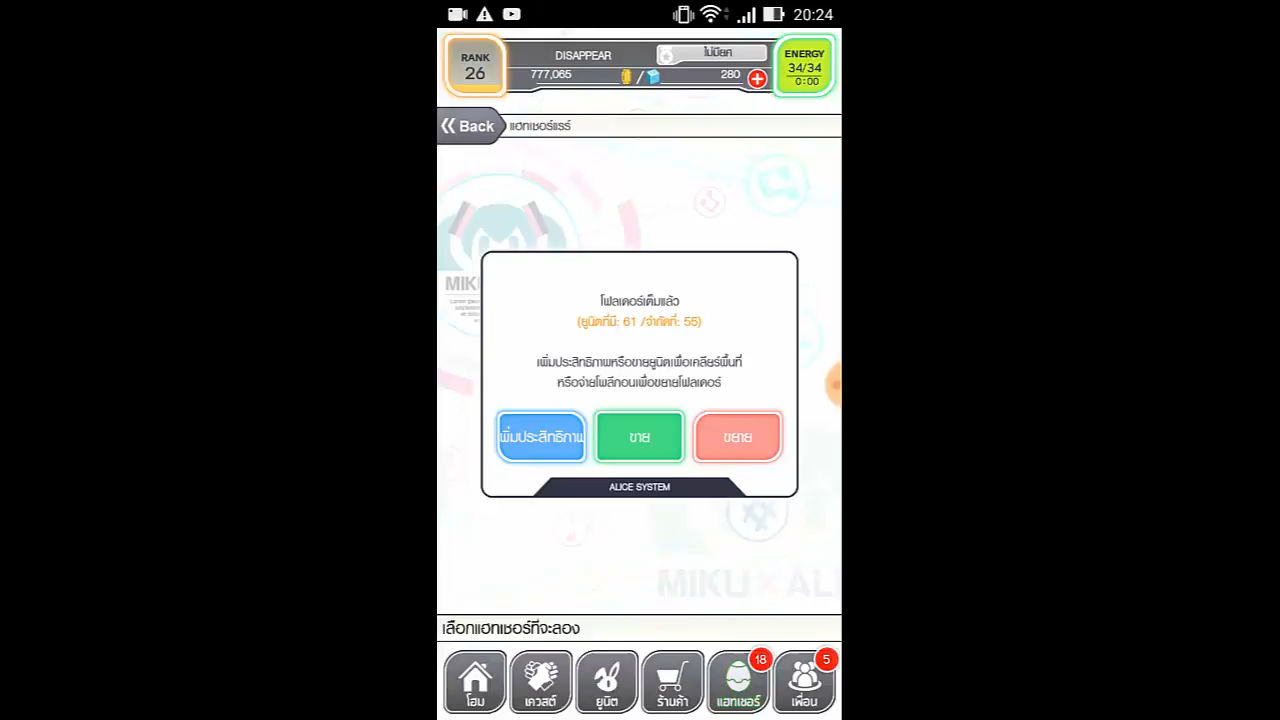 20:24
RANK
26
DISAPPEAR
ไม่มียศ
777,065
/
280
ENERGY
34/34
0:00
Back
แฮทเชอร์แรร์
MIKU
โฟลเดอร์เต็มแล้ว
(ยูนิตที่มี: 61 /จำกัดที่: 55)
เพิ่มประสิทธิภาพหรือขายยูนิตเพื่อเคลียร์พื้นที่
หรือจ่ายโพลีกอนเพื่อขยายโฟลเดอร์
เพิ่มประสิทธิภาพ
ขาย
ขยาย
ALICE SYSTEM
MIKU X ALI
เลือกแฮทเชอร์ที่จะลอง
18
5
โฮม
เควสต์
ยูนิต
ร้านค้า
แฮทเชอร์
เพื่อน